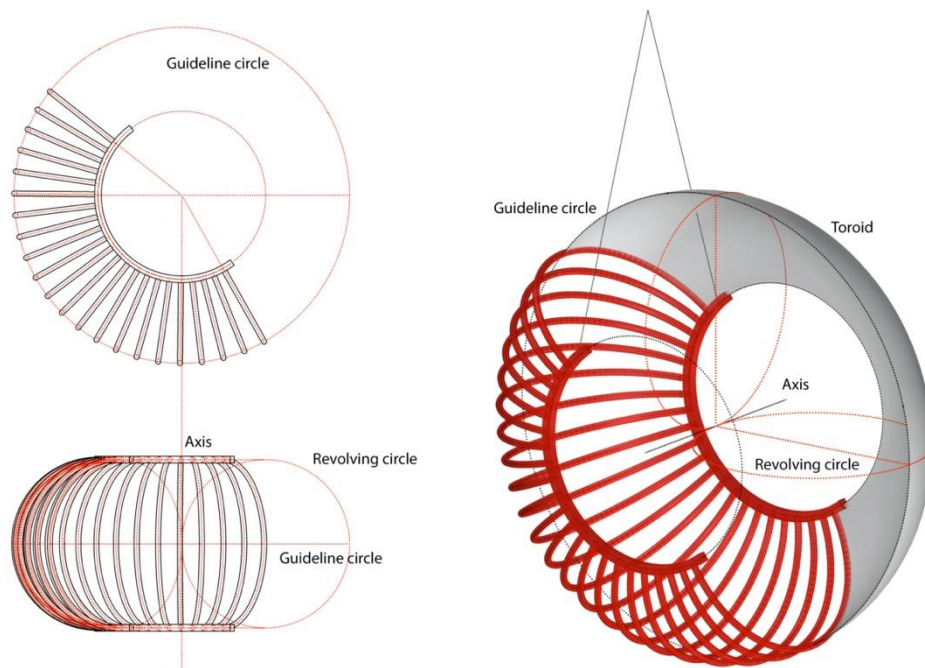 Guideline circle
Axis
Revolving circle
Guideline circle
Guideline circle
Toroid
Axis
Revolving circle